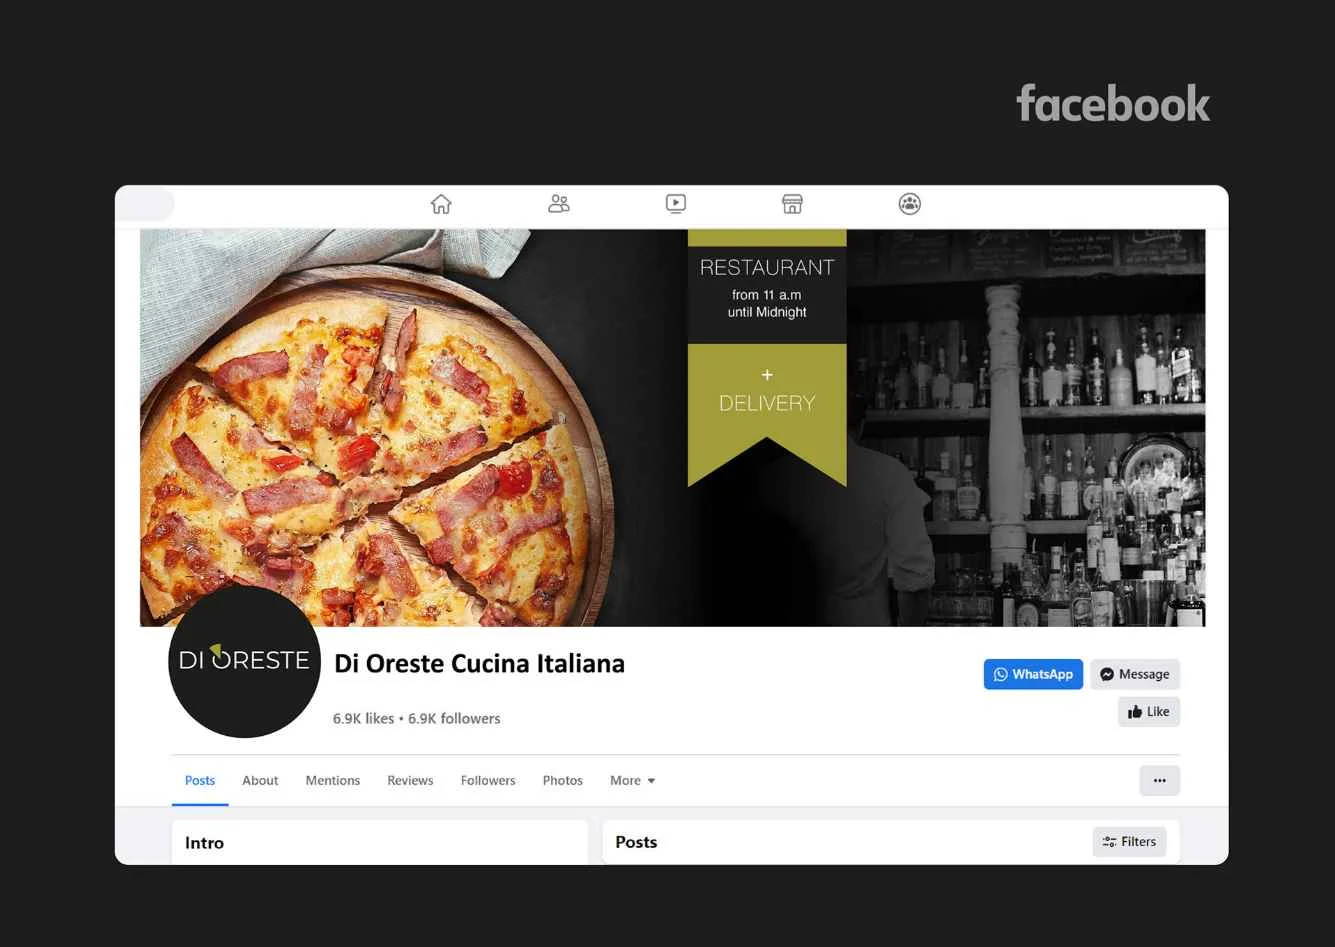 facebook
RESTAURANT
from 11 a.m
until Midnight
+
DELIVERY
DI ORESTE
Di Oreste Cucina Italiana
6.9K likes • 6.9K followers
WhatsApp
Message
Like
Posts About Mentions Reviews Followers Photos More
Intro
Posts
Filters